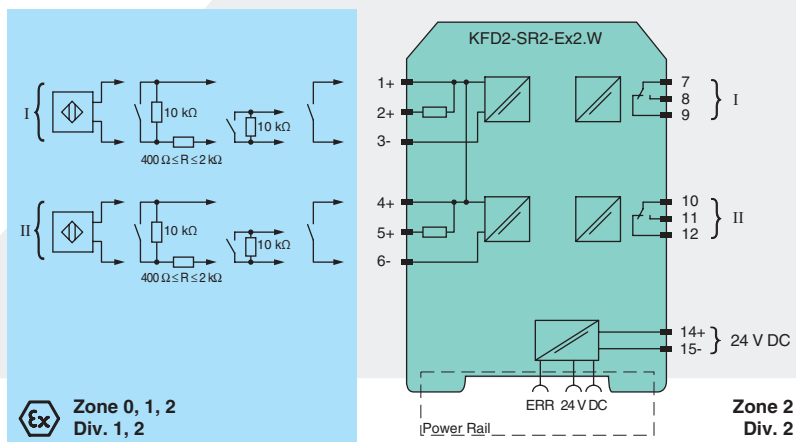 KFD2-SR2-Ex2.W
I
10 kΩ
10 kΩ
400 Ω ≤ R ≤ 2 kΩ
1+
2+
3-
7
8
9
I
II
10 kΩ
10 kΩ
400 Ω ≤ R ≤ 2 kΩ
4+
5+
6-
10
11
12
II
14+
15-
24 V DC
ERR 24 V DC
Power Rail
Ex
Zone 0, 1, 2
Div. 1, 2
Zone 2
Div. 2